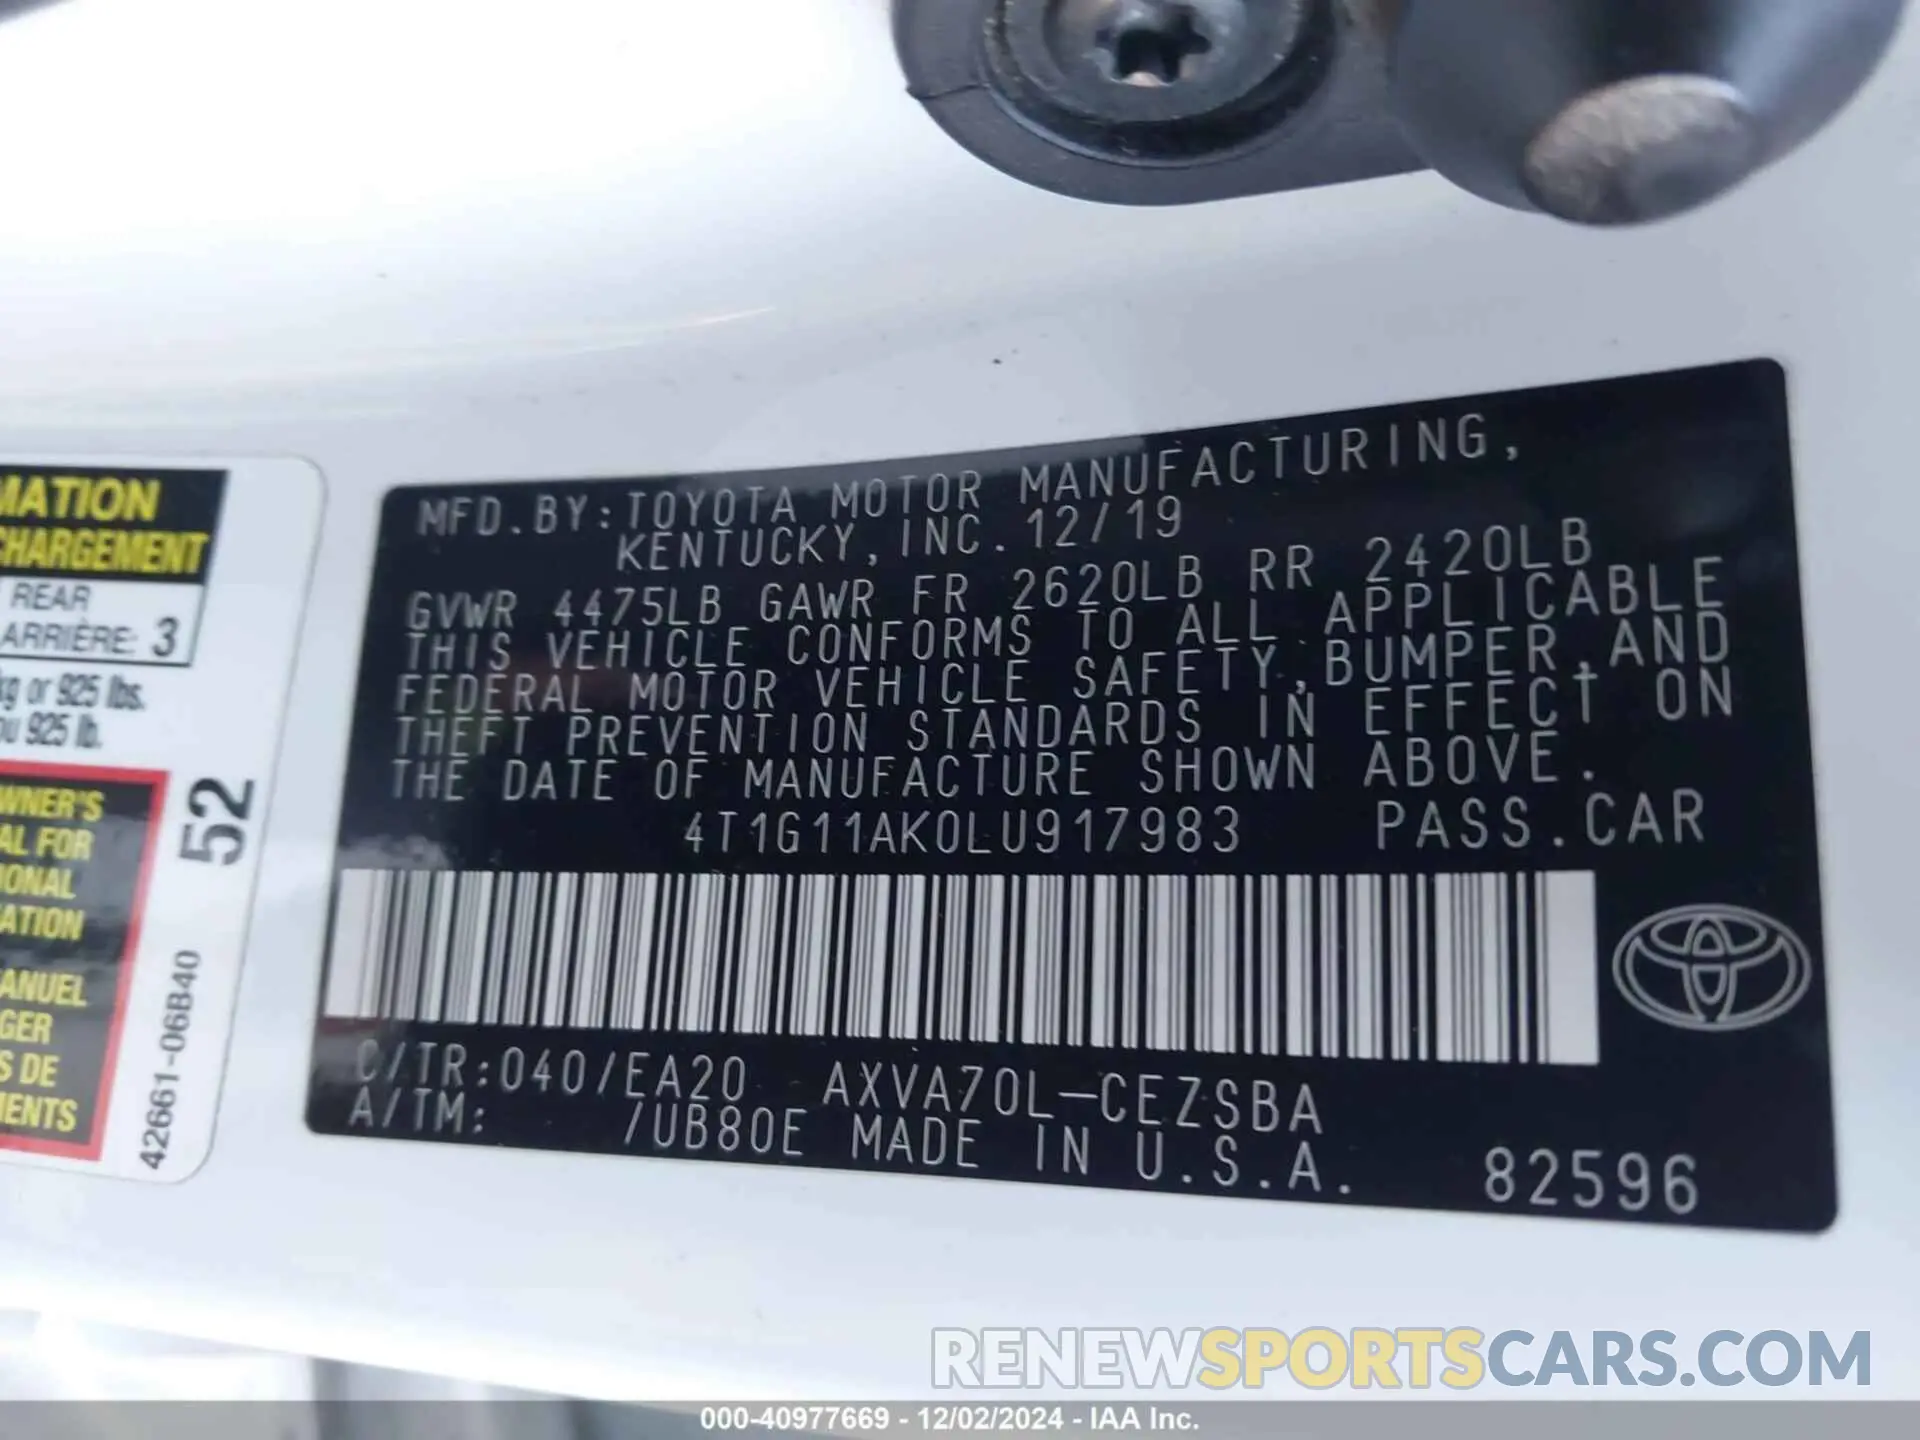 MFD.BY:TOYOTA MOTOR MANUFACTURING,
KENTUCKY,INC. 12/19
GVWR 4475LB GAWR FR 2620LB RR 2420LB
THIS VEHICLE CONFORMS TO ALL APPLICABLE
FEDERAL MOTOR VEHICLE SAFETY,BUMPER,AND
THEFT PREVENTION STANDARDS IN EFFECT ON
THE DATE OF MANUFACTURE SHOWN ABOVE.
4T1G11AK0LU917983 PASS.CAR
C/TR:040/EA20 AXVA70L-CEZSBA
A/TM: /UB80E MADE IN U.S.A. 82596
MATION
CHARGEMENT
REAR
ARRIÈRE: 3
kg or 925 lbs.
ou 925 lb.
WNER'S
AL FOR
IONAL
ATION
ANUEL
GER
S DE
MENTS
52
42661-06B40
RENEWSPORTSCARS.COM
000-40977669 - 12/02/2024 - IAA Inc.